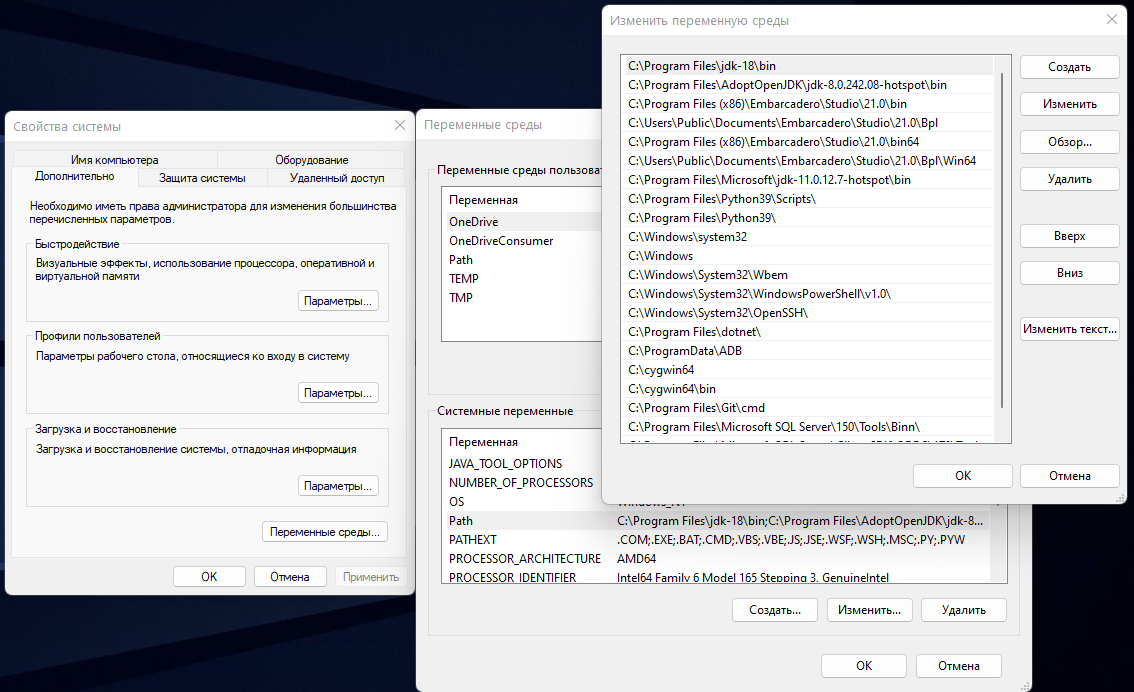 Свойства системы
Имя компьютера
Оборудование
Дополнительно
Защита системы
Удаленный доступ
Необходимо иметь права администратора для изменения большинства
перечисленных параметров.
Быстродействие
Визуальные эффекты, использование процессора, оперативной и
виртуальной памяти
Параметры...
Профили пользователей
Параметры рабочего стола, относящиеся ко входу в систему
Параметры...
Загрузка и восстановление
Загрузка и восстановление системы, отладочная информация
Параметры...
Переменные среды...
ОК
Отмена
Применить
Переменные среды
Переменные среды пользоват
Переменная
OneDrive
OneDriveConsumer
Path
TEMP
TMP
Системные переменные
Переменная
JAVA_TOOL_OPTIONS
NUMBER_OF_PROCESSORS
OS
Path C:\Program Files\jdk-18\bin;C:\Program Files\AdoptOpenJDK\jdk-8...
PATHEXT .COM;.EXE;.BAT;.CMD;.VBS;.VBE;.JS;.JSE;.WSF;.WSH;.MSC;.PY;.PYW
PROCESSOR_ARCHITECTURE AMD64
PROCESSOR_IDENTIFIER Intel64 Family 6 Model 165 Stepping 3, GenuineIntel
Создать...
Изменить...
Удалить
ОК
Отмена
Изменить переменную среды
C:\Program Files\jdk-18\bin
C:\Program Files\AdoptOpenJDK\jdk-8.0.242.08-hotspot\bin
C:\Program Files (x86)\Embarcadero\Studio\21.0\bin
C:\Users\Public\Documents\Embarcadero\Studio\21.0\Bpl
C:\Program Files (x86)\Embarcadero\Studio\21.0\bin64
C:\Users\Public\Documents\Embarcadero\Studio\21.0\Bpl\Win64
C:\Program Files\Microsoft\jdk-11.0.12.7-hotspot\bin
C:\Program Files\Python39\Scripts\
C:\Program Files\Python39\
C:\Windows\system32
C:\Windows
C:\Windows\System32\Wbem
C:\Windows\System32\WindowsPowerShell\v1.0\
C:\Windows\System32\OpenSSH\
C:\Program Files\dotnet\
C:\ProgramData\ADB
C:\cygwin64
C:\cygwin64\bin
C:\Program Files\Git\cmd
C:\Program Files\Microsoft SQL Server\150\Tools\Binn\
Создать
Изменить
Обзор...
Удалить
Вверх
Вниз
Изменить текст...
ОК
Отмена